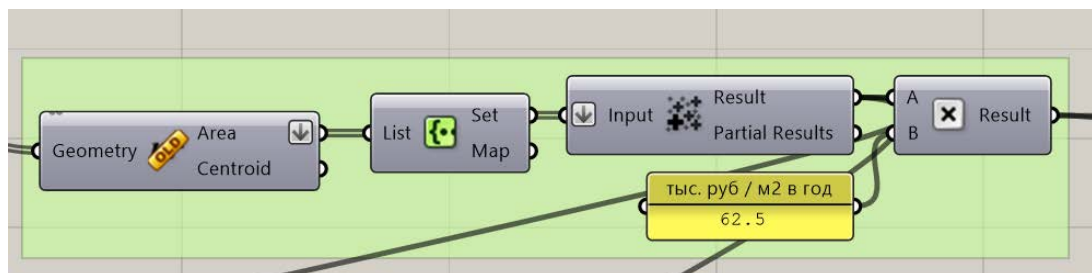 Geometry
OLD
Area
Centroid
List
Set
Map
Input
Result
Partial Results
A
B
Result
тыс. руб / м2 в год
62.5